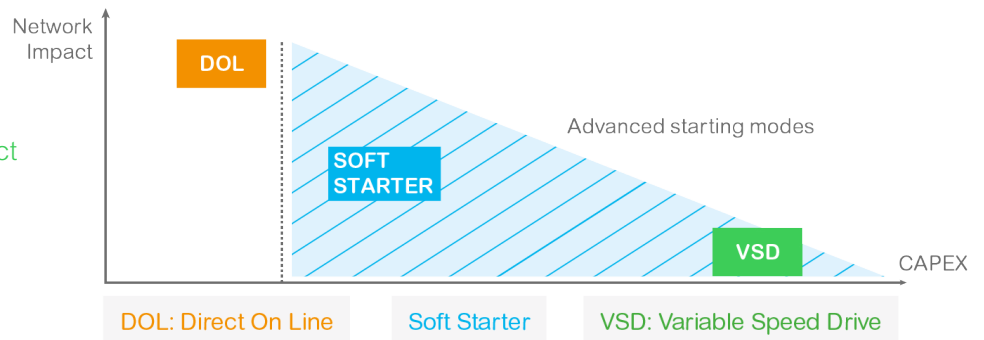 Network
Impact
DOL
ct
Advanced starting modes
SOFT
STARTER
VSD
CAPEX
DOL: Direct On Line
Soft Starter
VSD: Variable Speed Drive